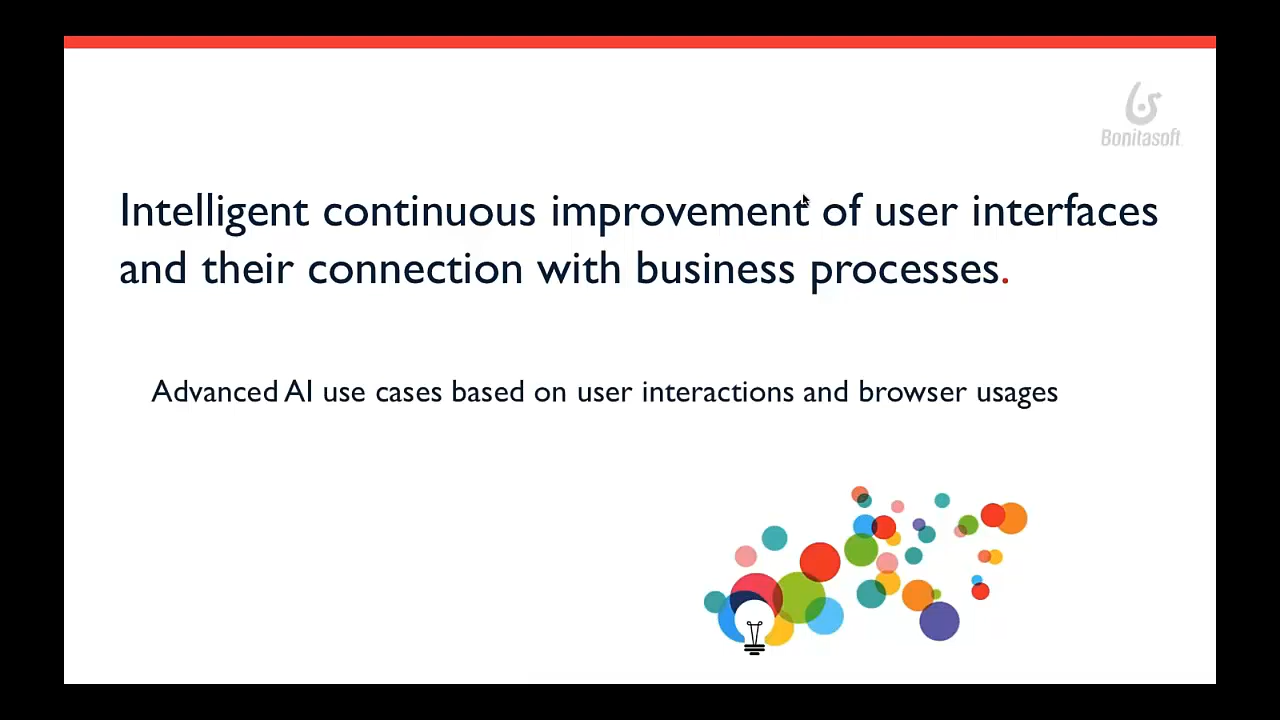 Bonitasoft
Intelligent continuous improvement of user interfaces
and their connection with business processes.
Advanced AI use cases based on user interactions and browser usages